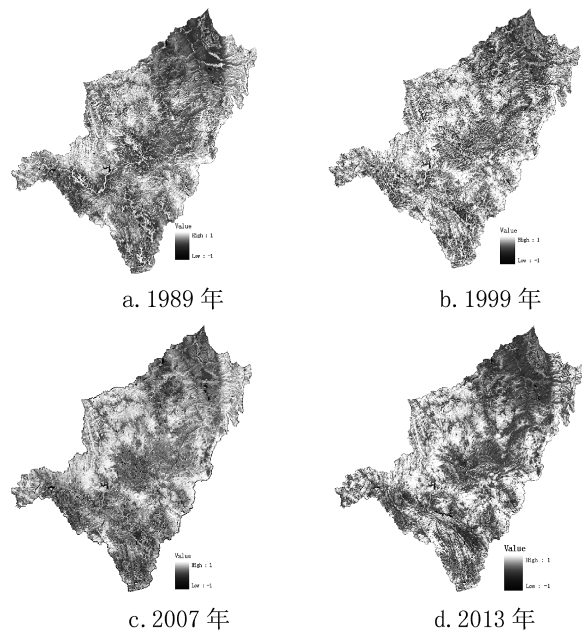 Value
High : 1
Low : -1
a.1989 年
Value
High : 1
Low : -1
b.1999 年
Value
High : 1
Low : -1
c.2007 年
Value
High : 1
Low : -1
d.2013 年